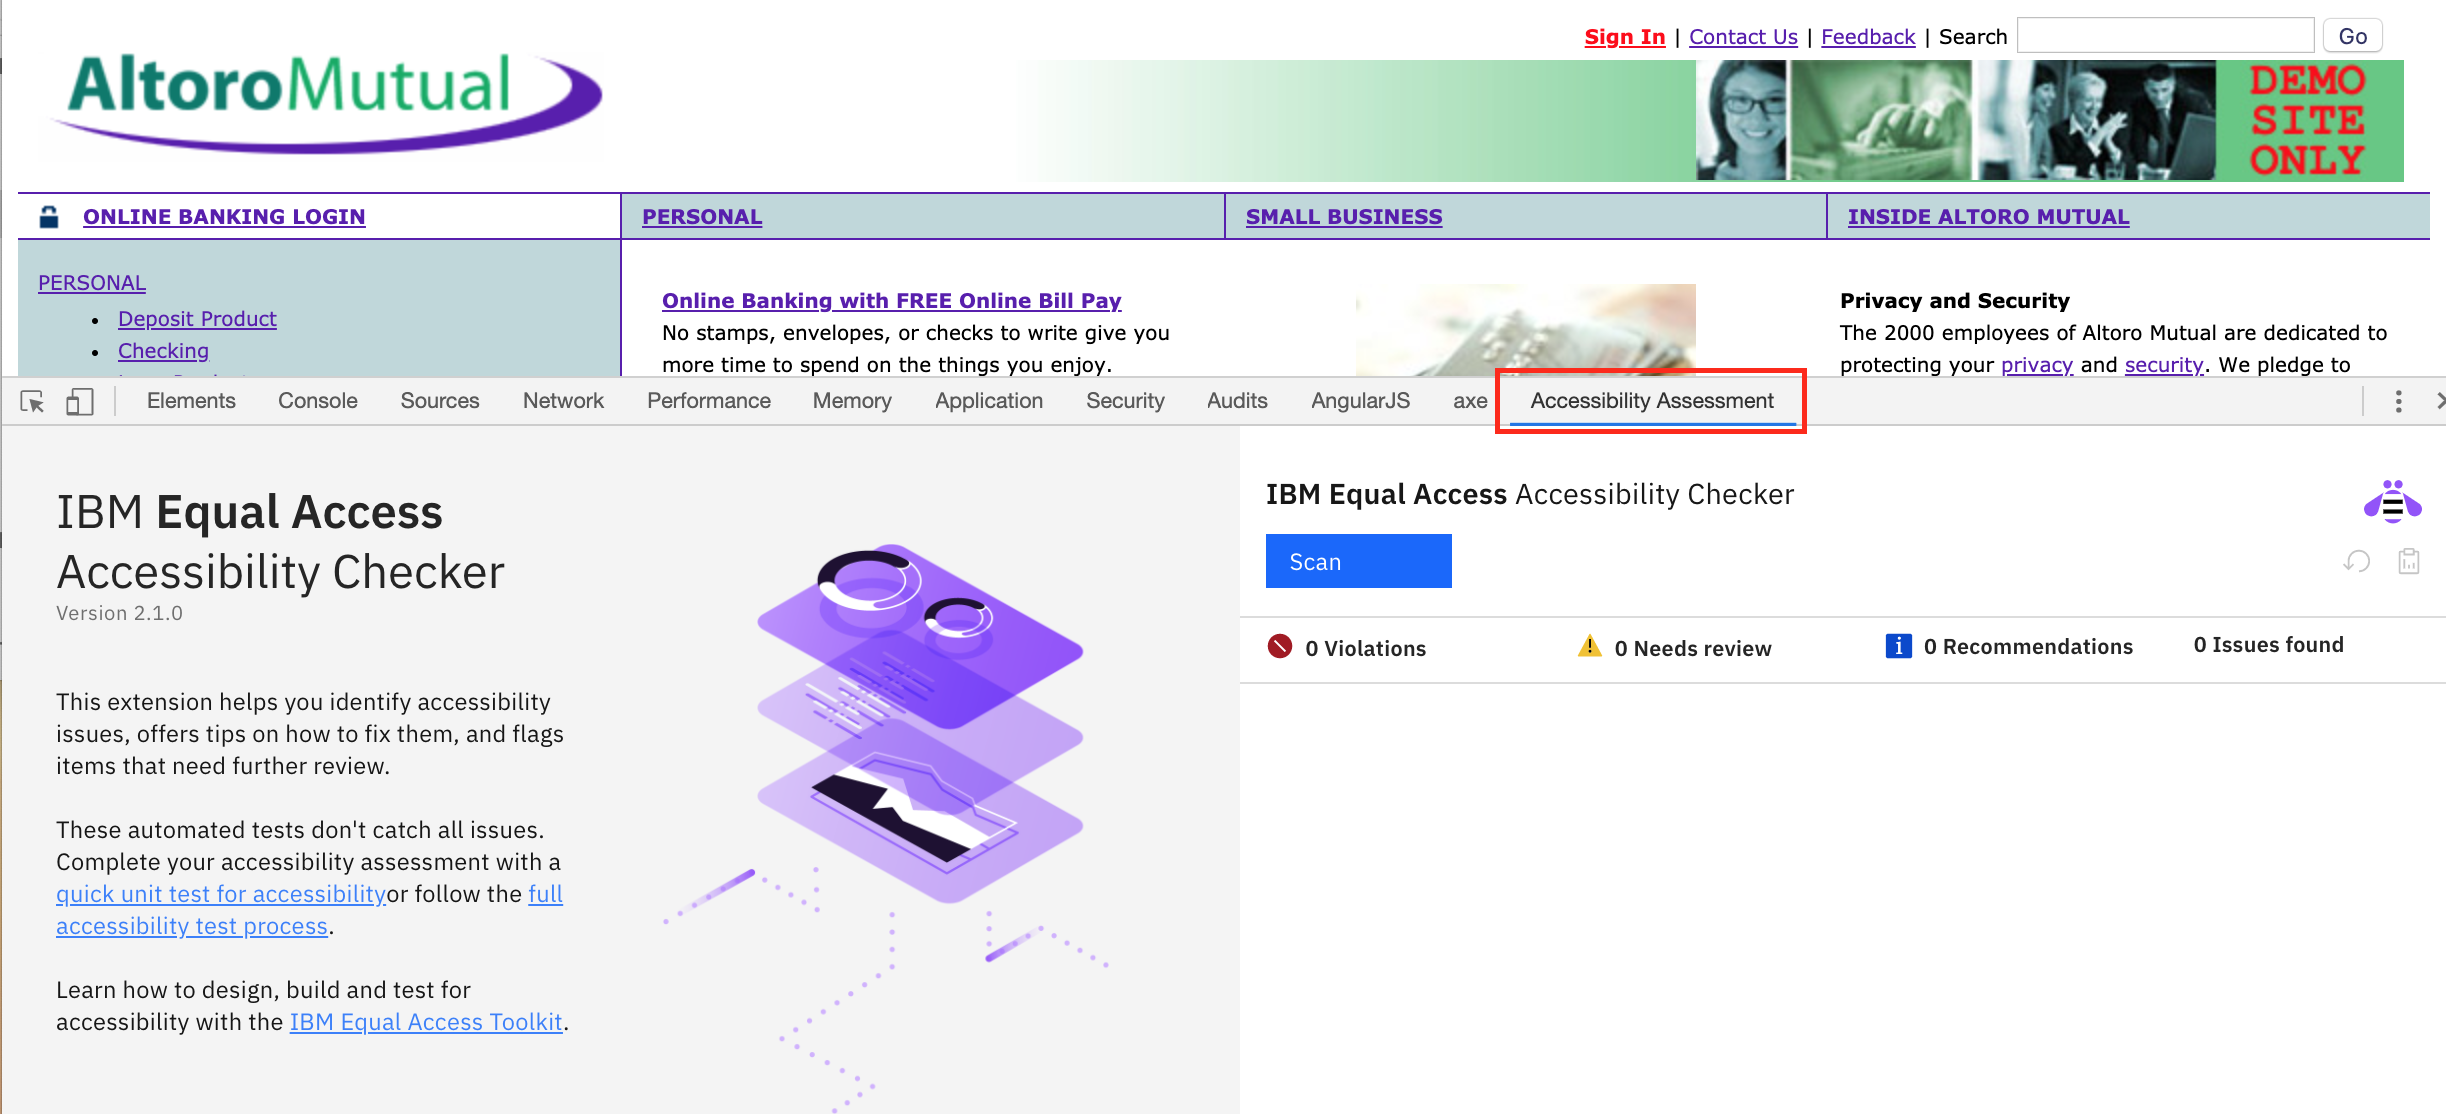 Sign In | Contact Us | Feedback | Search Go
AltoroMutual
DEMO
SITE
ONLY
ONLINE BANKING LOGIN
PERSONAL
SMALL BUSINESS
INSIDE ALTORO MUTUAL
PERSONAL
• Deposit Product
• Checking
Online Banking with FREE Online Bill Pay
No stamps, envelopes, or checks to write give you
more time to spend on the things you enjoy.
Privacy and Security
The 2000 employees of Altoro Mutual are dedicated to
protecting your privacy and security. We pledge to
Elements Console Sources Network Performance Memory Application Security Audits AngularJS axe Accessibility Assessment
IBM Equal Access
Accessibility Checker
Version 2.1.0
This extension helps you identify accessibility
issues, offers tips on how to fix them, and flags
items that need further review.
These automated tests don't catch all issues.
Complete your accessibility assessment with a
quick unit test for accessibilityor follow the full
accessibility test process.
Learn how to design, build and test for
accessibility with the IBM Equal Access Toolkit.
IBM Equal Access Accessibility Checker
Scan
0 Violations
0 Needs review
0 Recommendations
0 Issues found